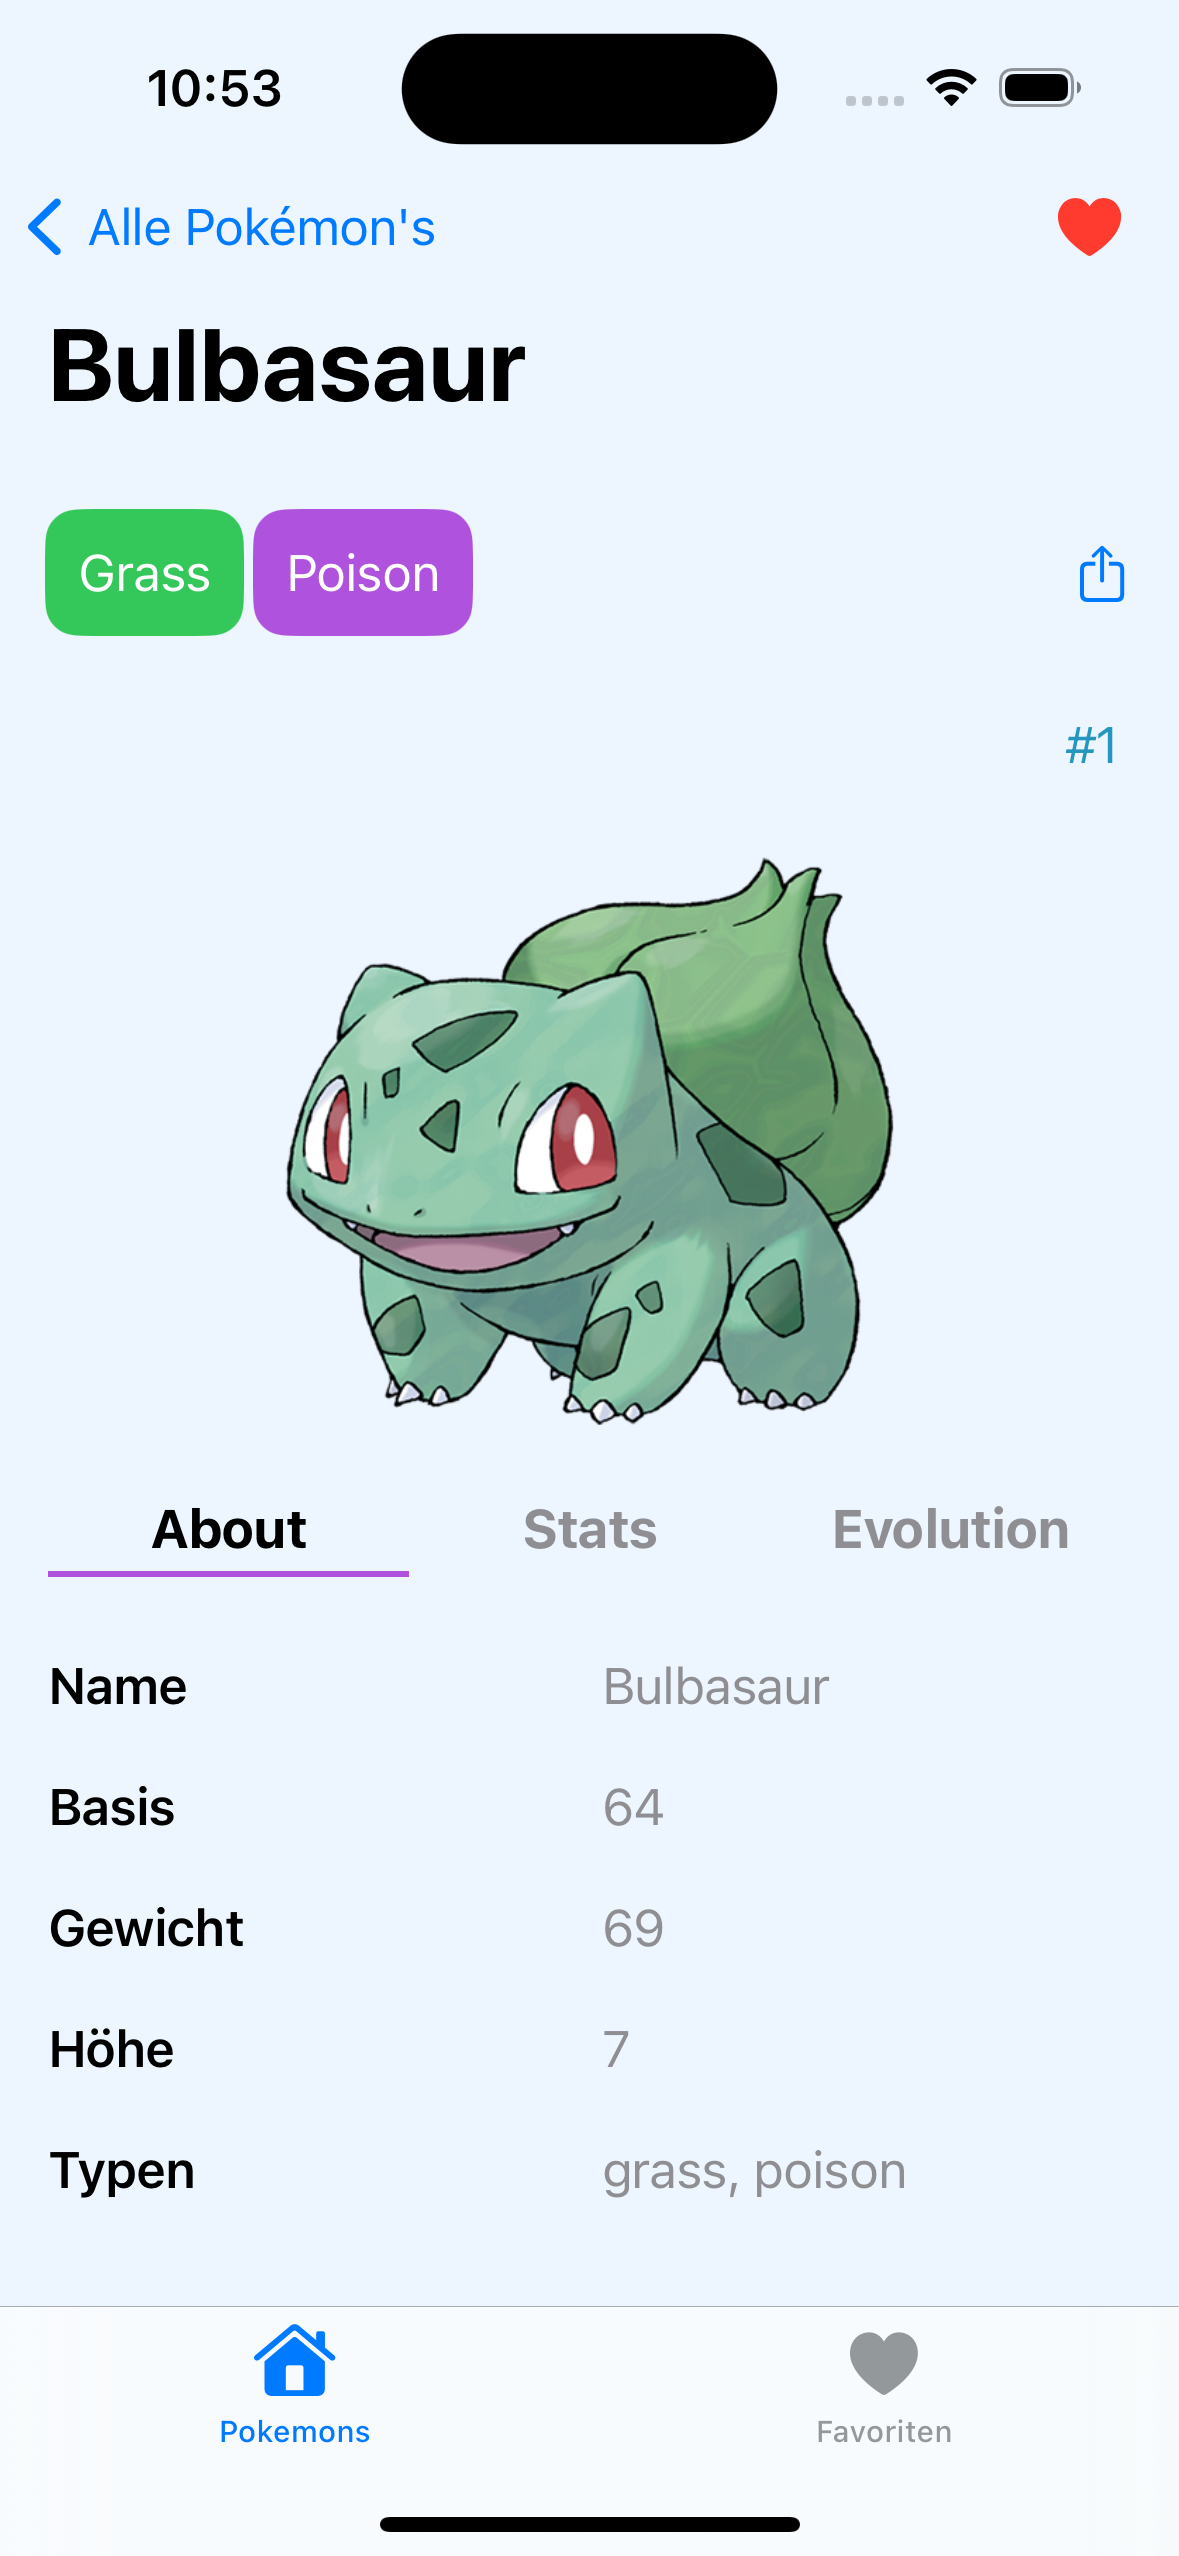 10:53
Alle Pokémon's
Bulbasaur
Grass Poison
#1
About Stats Evolution
Name Bulbasaur
Basis 64
Gewicht 69
Höhe 7
Typen grass, poison
Pokemons Favoriten